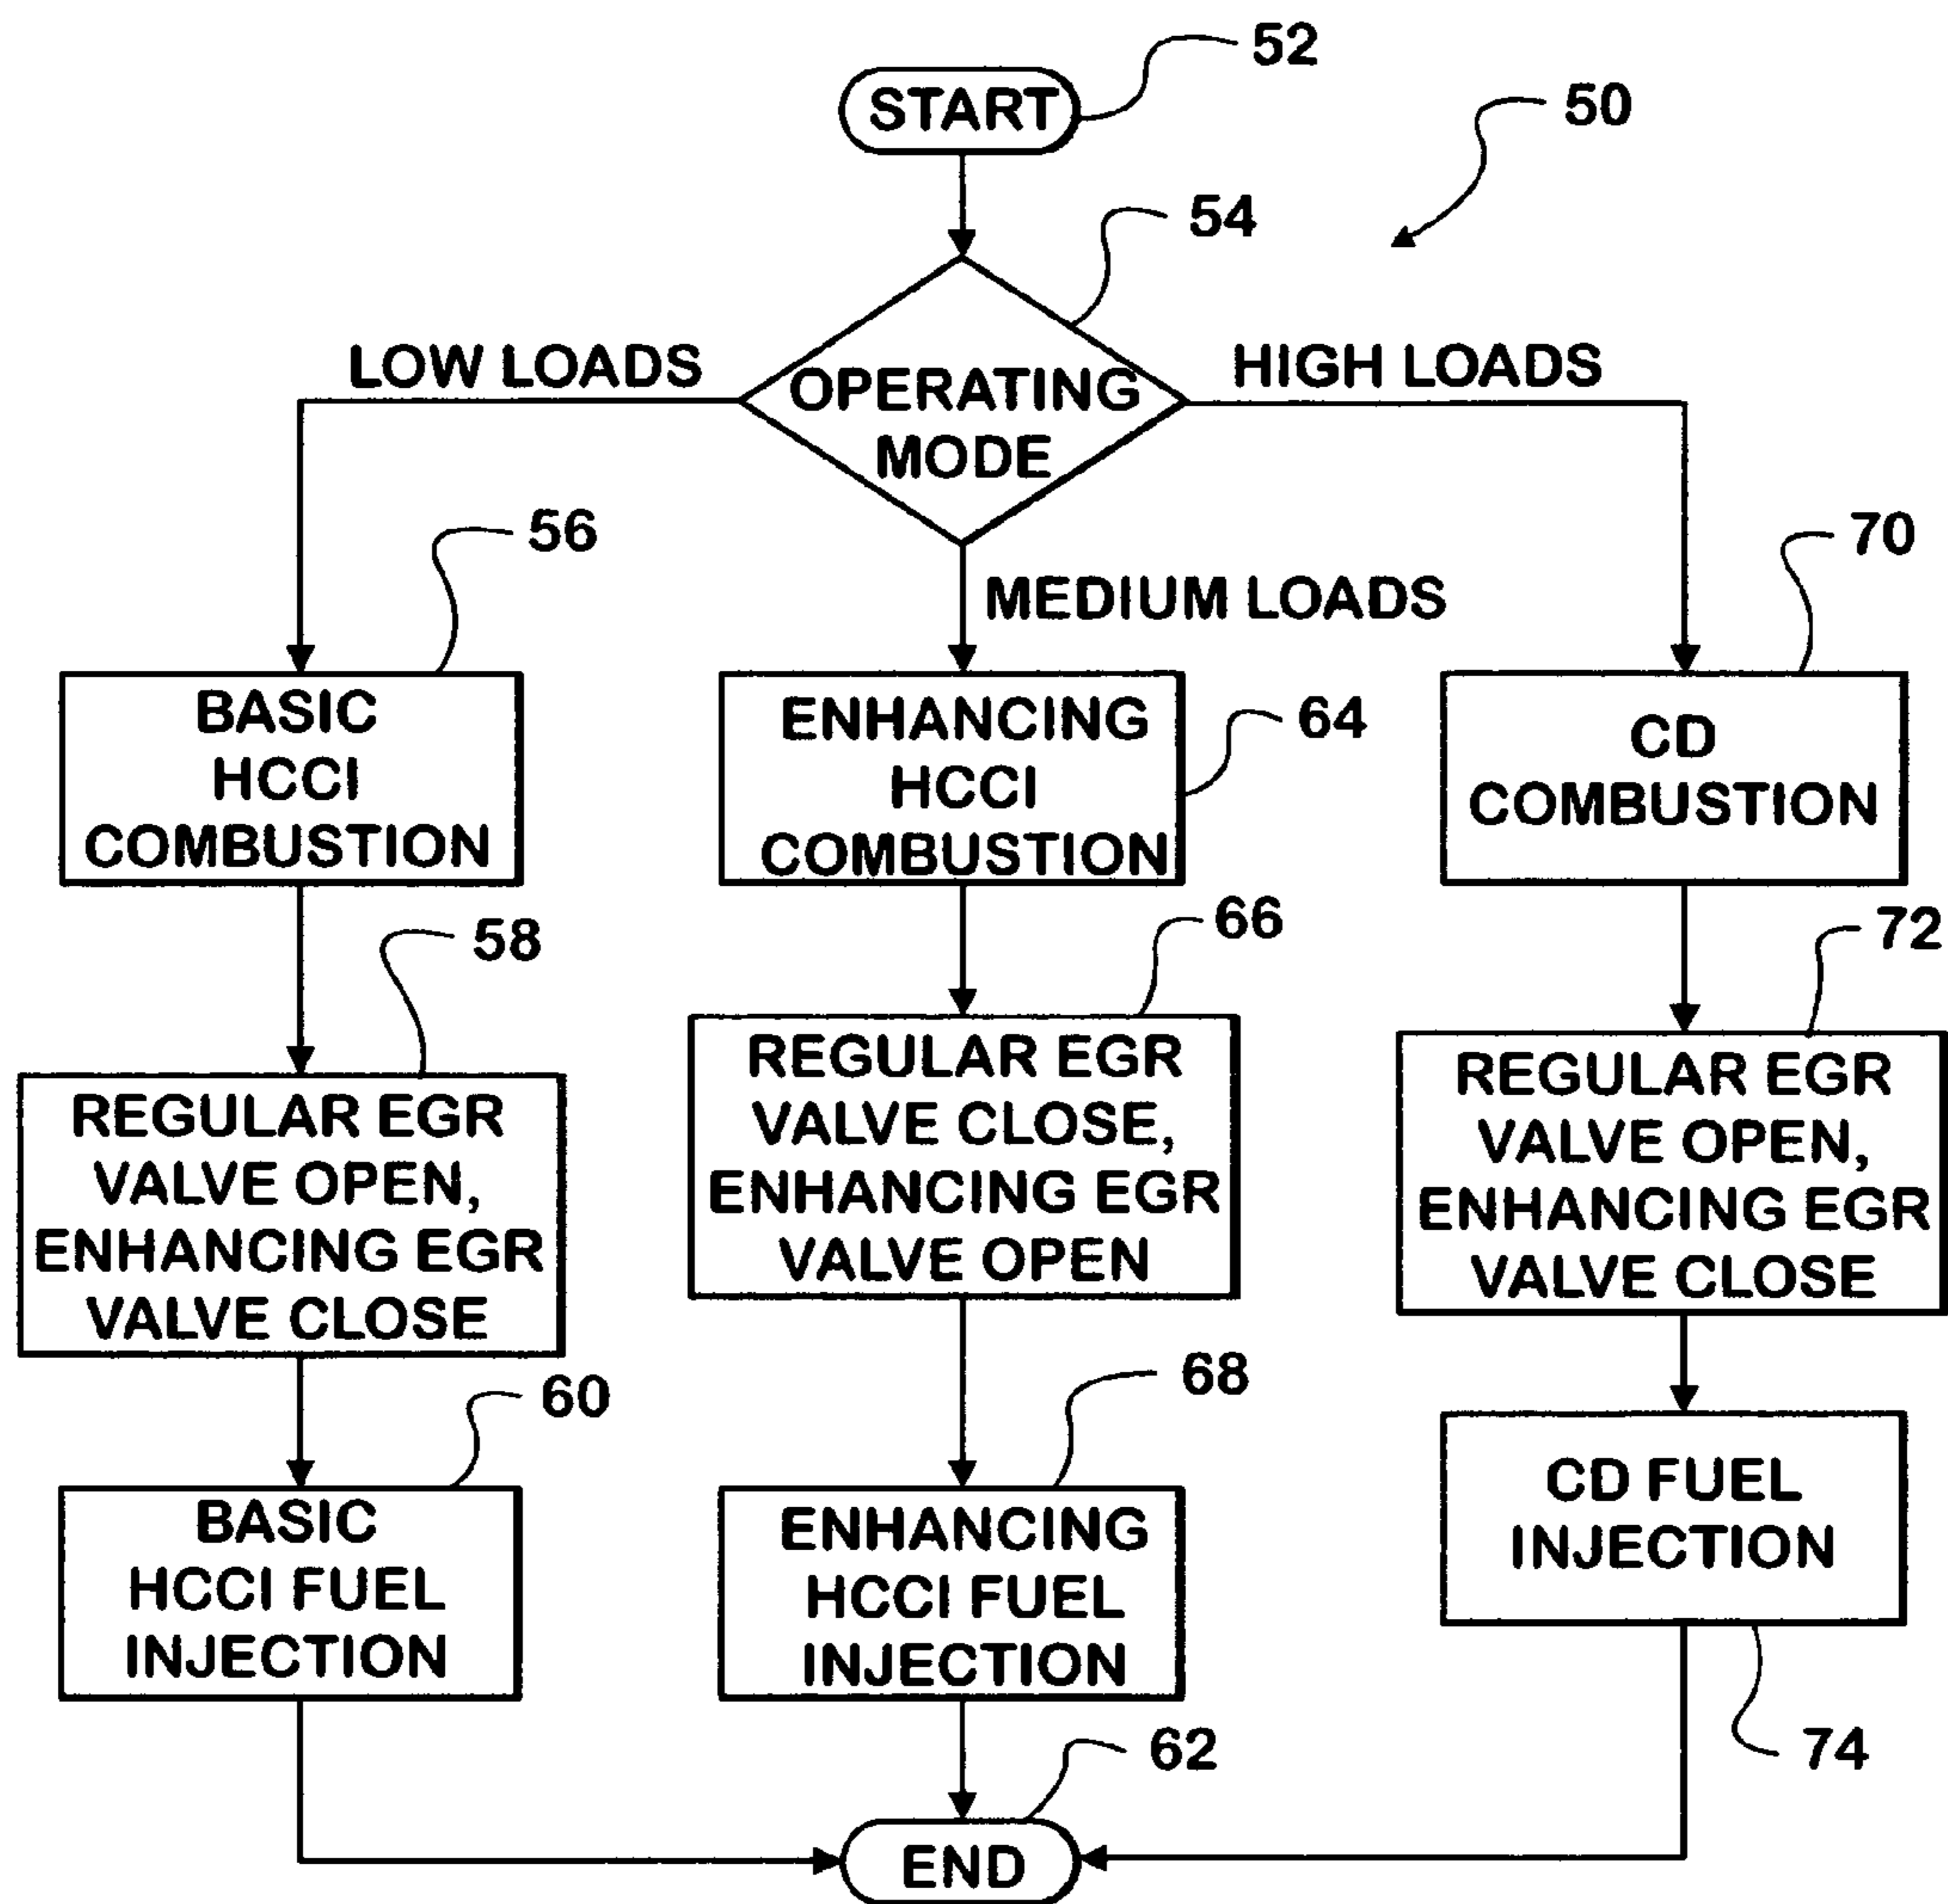 52
START
50
54
LOW LOADS
HIGH LOADS
OPERATING
MODE
56
70
MEDIUM LOADS
BASIC
HCCI
COMBUSTION
ENHANCING
HCCI
COMBUSTION
64
CD
COMBUSTION
58
66
72
REGULAR EGR
VALVE OPEN,
ENHANCING EGR
VALVE CLOSE
REGULAR EGR
VALVE CLOSE,
ENHANCING EGR
VALVE OPEN
REGULAR EGR
VALVE OPEN,
ENHANCING EGR
VALVE CLOSE
60
68
BASIC
HCCI FUEL
INJECTION
ENHANCING
HCCI FUEL
INJECTION
CD FUEL
INJECTION
62
74
END